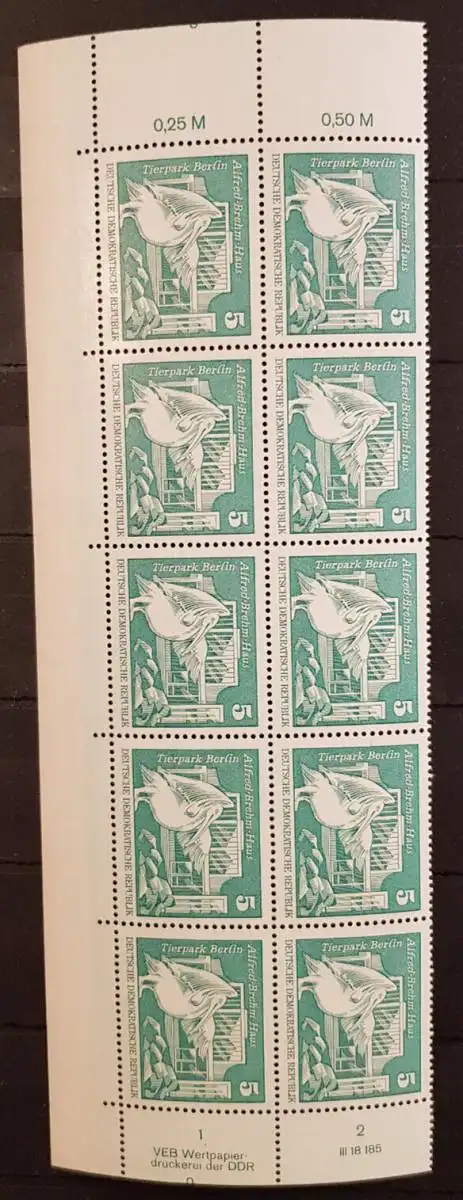 0,25 M
0,50 M
Tierpark Berlin
Alfred-Brehm-Haus
5
DEUTSCHE DEMOKRATISCHE REPUBLIK
Tierpark Berlin
Alfred-Brehm-Haus
5
DEUTSCHE DEMOKRATISCHE REPUBLIK
Tierpark Berlin
Alfred-Brehm-Haus
5
DEUTSCHE DEMOKRATISCHE REPUBLIK
Tierpark Berlin
Alfred-Brehm-Haus
5
DEUTSCHE DEMOKRATISCHE REPUBLIK
Tierpark Berlin
Alfred-Brehm-Haus
5
DEUTSCHE DEMOKRATISCHE REPUBLIK
Tierpark Berlin
Alfred-Brehm-Haus
5
DEUTSCHE DEMOKRATISCHE REPUBLIK
Tierpark Berlin
Alfred-Brehm-Haus
5
DEUTSCHE DEMOKRATISCHE REPUBLIK
Tierpark Berlin
Alfred-Brehm-Haus
5
DEUTSCHE DEMOKRATISCHE REPUBLIK
Tierpark Berlin
Alfred-Brehm-Haus
5
DEUTSCHE DEMOKRATISCHE REPUBLIK
Tierpark Berlin
Alfred-Brehm-Haus
5
DEUTSCHE DEMOKRATISCHE REPUBLIK
1
VEB Wertpapier-
druckerei der DDR
2
III 18 185